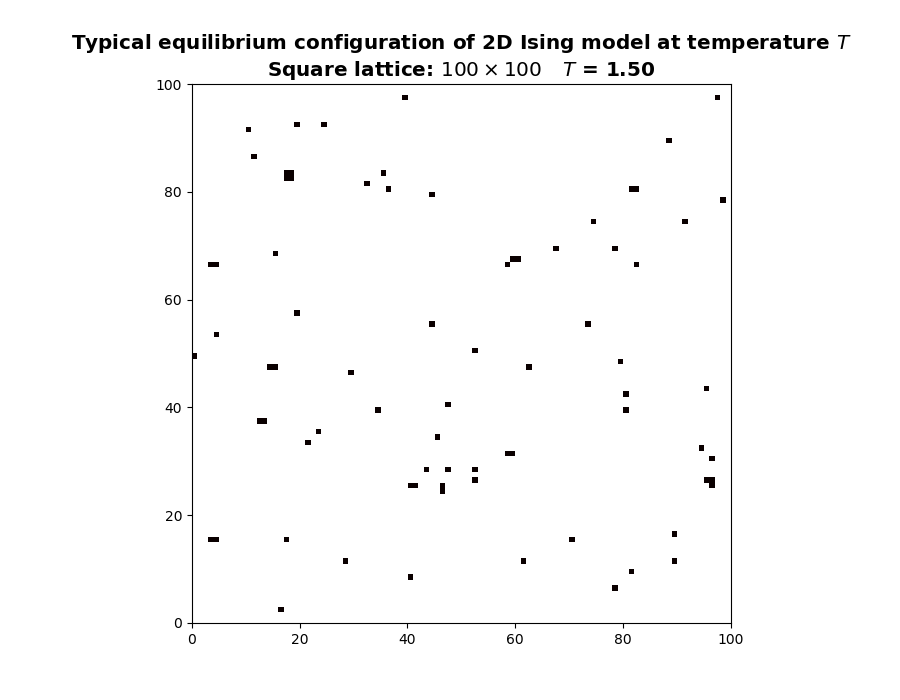 Typical equilibrium configuration of 2D Ising model at temperature T
Square lattice: 100 × 100 T = 1.50
100
80
60
40
20
0
0 20 40 60 80 100